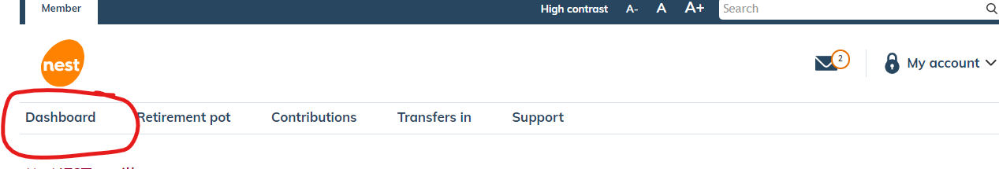 Member High contrast A- A A+ Search
nest
2 My account
Dashboard Retirement pot Contributions Transfers in Support